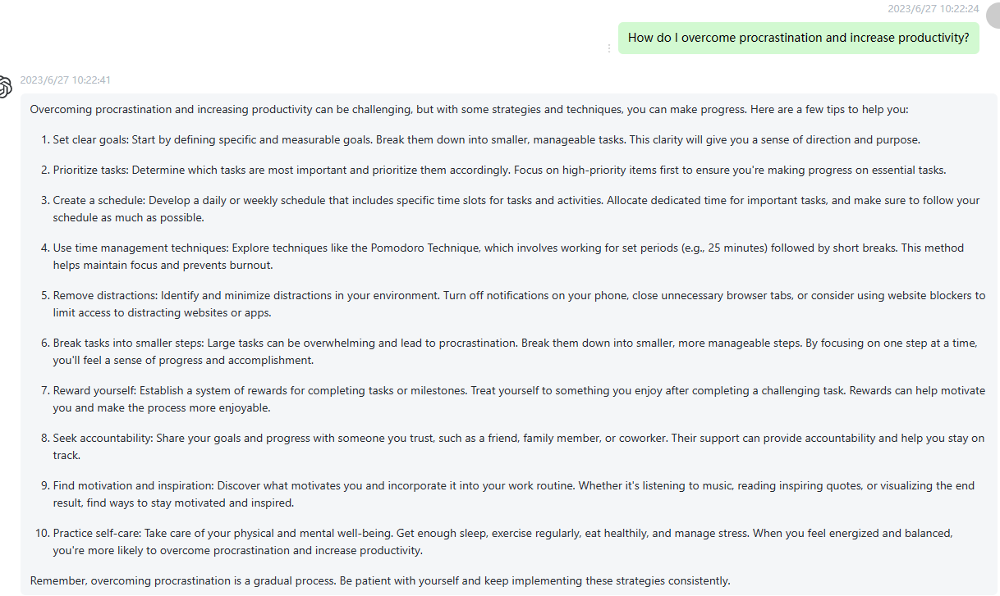 2023/6/27 10:22:24
How do I overcome procrastination and increase productivity?
2023/6/27 10:22:41
Overcoming procrastination and increasing productivity can be challenging, but with some strategies and techniques, you can make progress. Here are a few tips to help you:
1. Set clear goals: Start by defining specific and measurable goals. Break them down into smaller, manageable tasks. This clarity will give you a sense of direction and purpose.
2. Prioritize tasks: Determine which tasks are most important and prioritize them accordingly. Focus on high-priority items first to ensure you're making progress on essential tasks.
3. Create a schedule: Develop a daily or weekly schedule that includes specific time slots for tasks and activities. Allocate dedicated time for important tasks, and make sure to follow your
schedule as much as possible.
4. Use time management techniques: Explore techniques like the Pomodoro Technique, which involves working for set periods (e.g., 25 minutes) followed by short breaks. This method
helps maintain focus and prevents burnout.
5. Remove distractions: Identify and minimize distractions in your environment. Turn off notifications on your phone, close unnecessary browser tabs, or consider using website blockers to
limit access to distracting websites or apps.
6. Break tasks into smaller steps: Large tasks can be overwhelming and lead to procrastination. Break them down into smaller, more manageable steps. By focusing on one step at a time,
you'll feel a sense of progress and accomplishment.
7. Reward yourself: Establish a system of rewards for completing tasks or milestones. Treat yourself to something you enjoy after completing a challenging task. Rewards can help motivate
you and make the process more enjoyable.
8. Seek accountability: Share your goals and progress with someone you trust, such as a friend, family member, or coworker. Their support can provide accountability and help you stay on
track.
9. Find motivation and inspiration: Discover what motivates you and incorporate it into your work routine. Whether it's listening to music, reading inspiring quotes, or visualizing the end
result, find ways to stay motivated and inspired.
10. Practice self-care: Take care of your physical and mental well-being. Get enough sleep, exercise regularly, eat healthily, and manage stress. When you feel energized and balanced,
you're more likely to overcome procrastination and increase productivity.
Remember, overcoming procrastination is a gradual process. Be patient with yourself and keep implementing these strategies consistently.